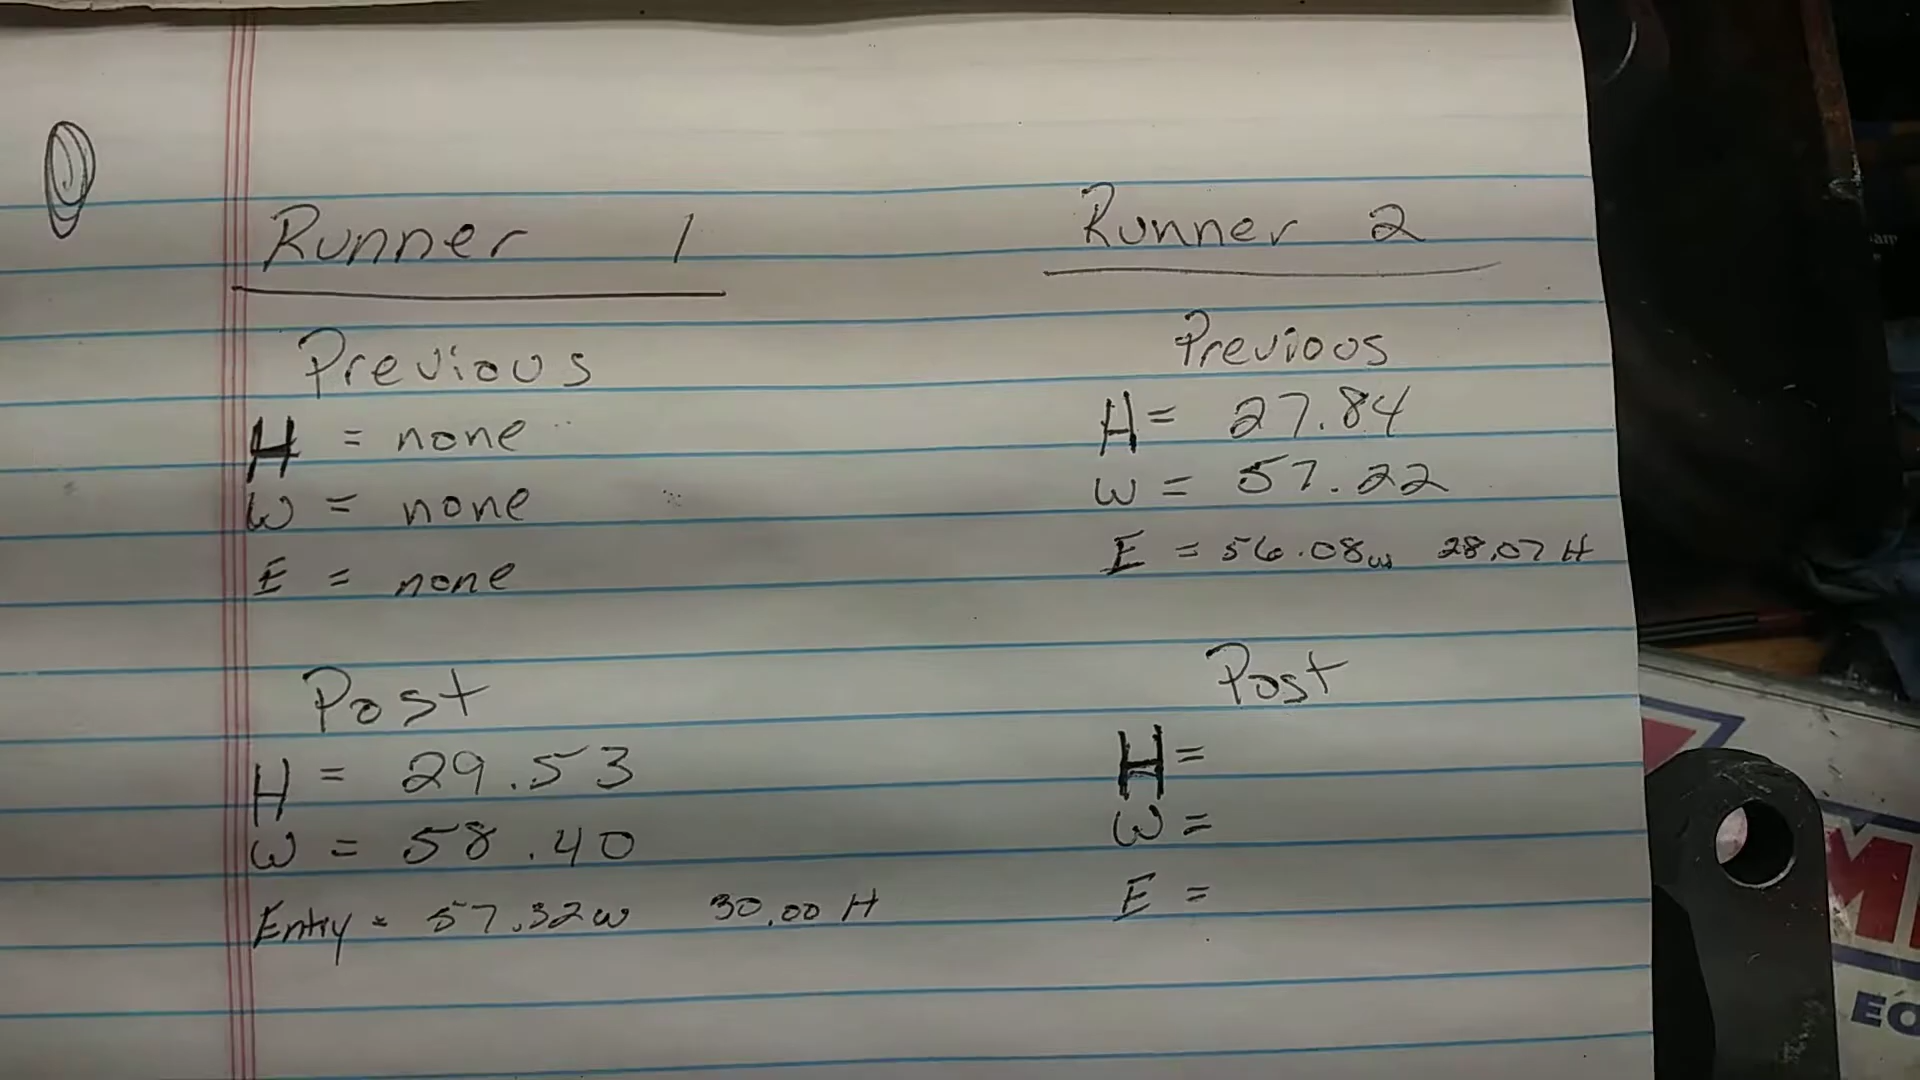 Runner 1
Previous
H = none
W = none
E = none
Post
H = 29.53
W = 58.40
Entry = 57.32w 30.00 H
Runner 2
Previous
H = 27.84
W = 57.22
E = 56.08w 28.07 H
Post
H =
W =
E =